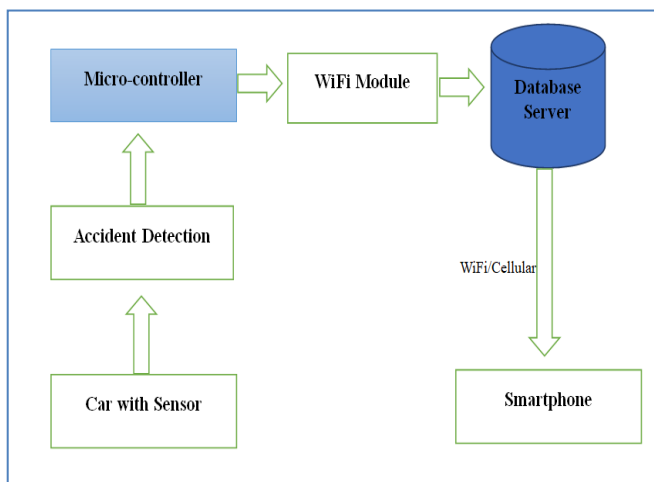 Micro-controller
WiFi Module
Database
Server
Accident Detection
WiFi/Cellular
Car with Sensor
Smartphone